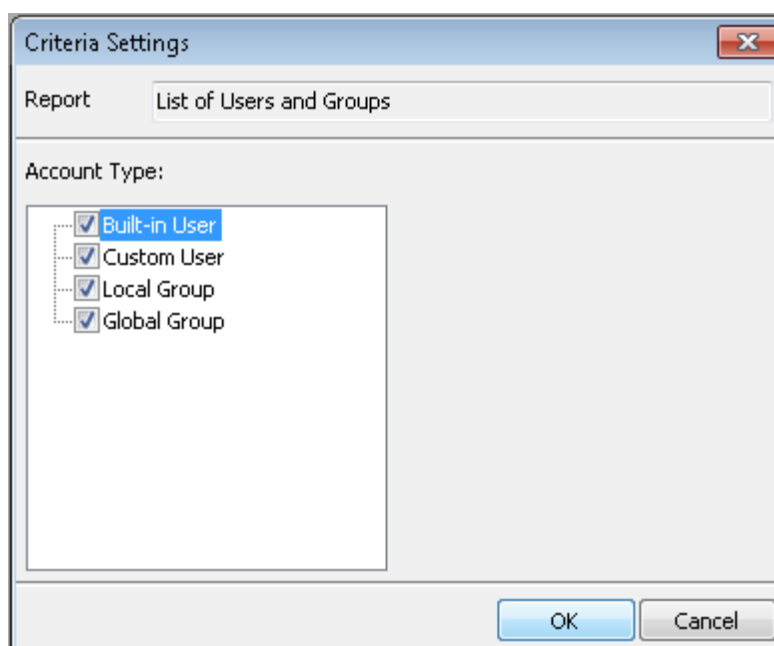 Criteria Settings
Report List of Users and Groups
Account Type:
Built-in User
Custom User
Local Group
Global Group
OK Cancel